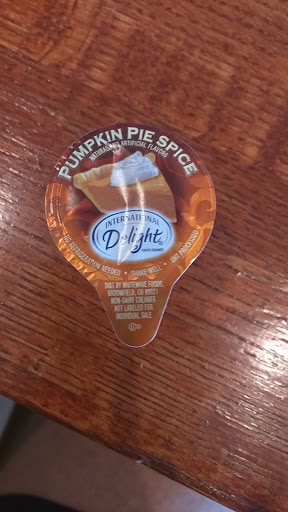 PUMPKIN PIE SPICE
NATURAL AND ARTIFICIAL FLAVORS
INTERNATIONAL
Delight
NO REFRIGERATION NEEDED • SHAKE WELL • UHT PROCESSED
DIST. BY WHITEWAVE FOODS,
BROOMFIELD, CO 80021
NON-DAIRY CREAMER
NOT LABELED FOR
INDIVIDUAL SALE